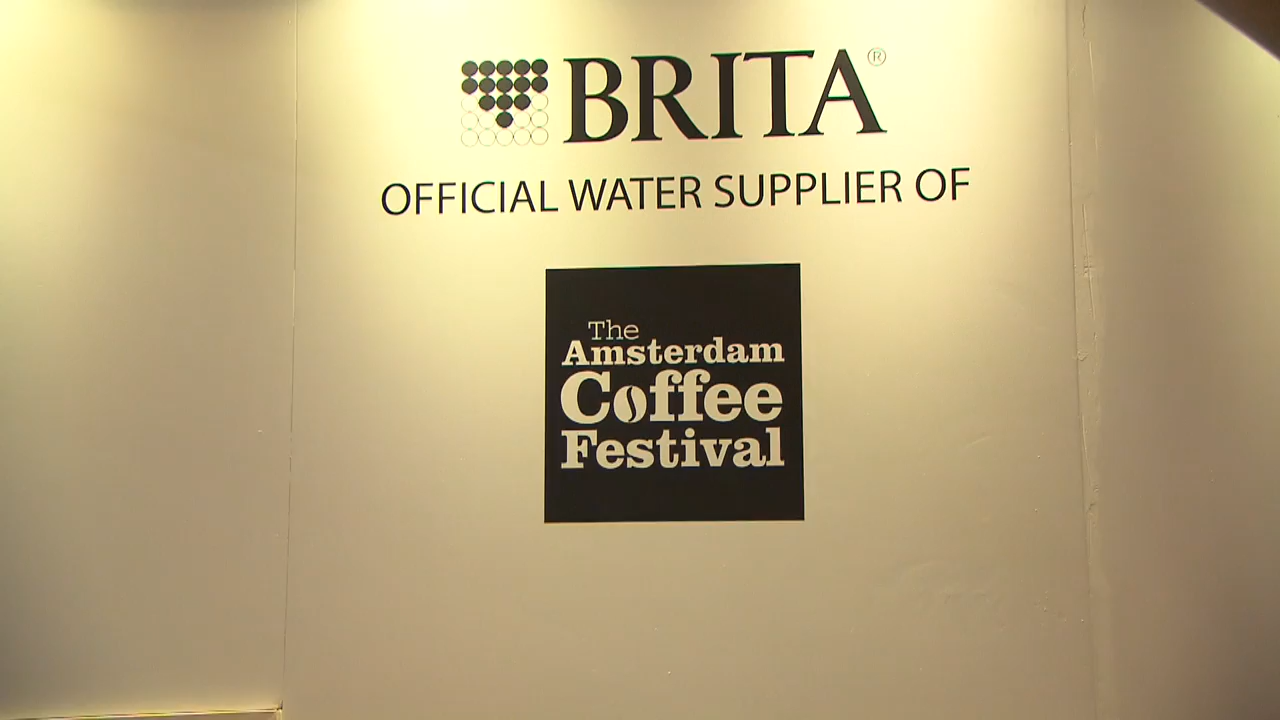 BRITA®
OFFICIAL WATER SUPPLIER OF
The
Amsterdam
Coffee
Festival